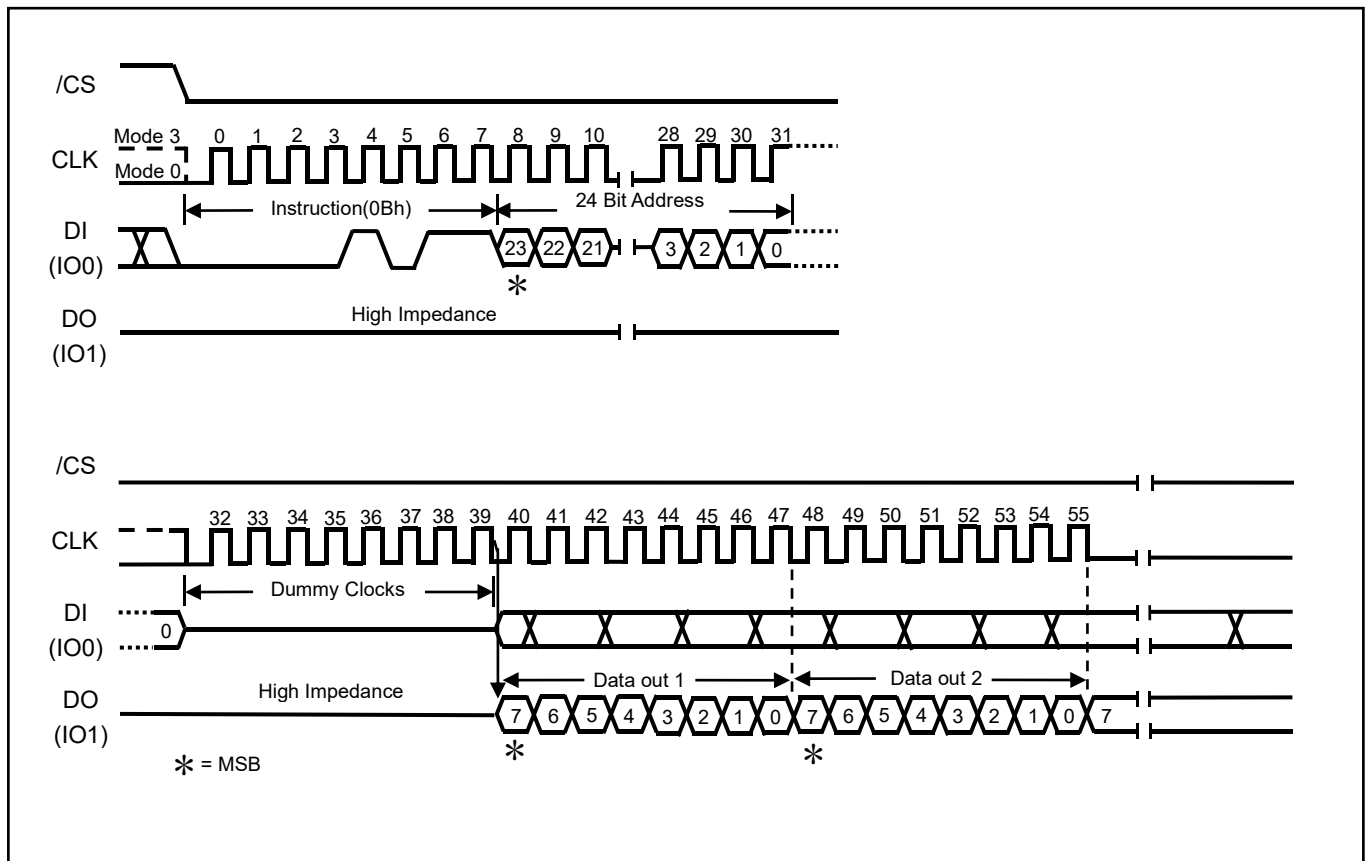 /CS
Mode 3 0 1 2 3 4 5 6 7 8 9 10 28 29 30 31
CLK
Mode 0
Instruction(0Bh) 24 Bit Address
DI
(IO0)
23 22 21 3 2 1 0
*
DO
(IO1)
High Impedance
/CS
32 33 34 35 36 37 38 39 40 41 42 43 44 45 46 47 48 49 50 51 52 53 54 55
CLK
Dummy Clocks
DI
(IO0)
0
Data out 1 Data out 2
DO
(IO1)
High Impedance
7 6 5 4 3 2 1 0 7 6 5 4 3 2 1 0 7
* *
* = MSB